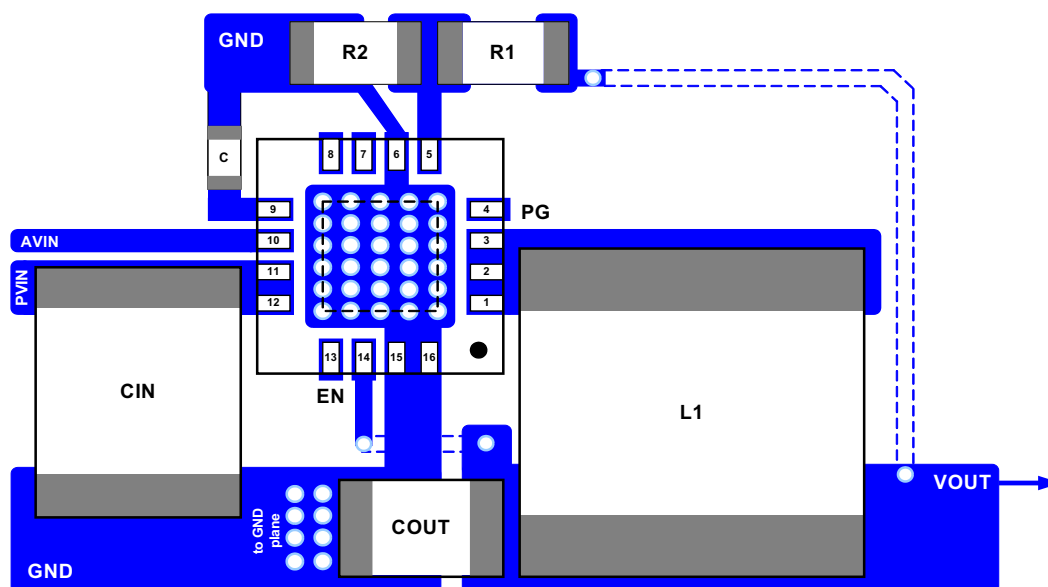 GND
R2
R1
C
8
7
6
5
9
4
PG
AVIN
10
3
PVIN
11
2
12
1
13
14
15
16
EN
CIN
L1
VOUT
COUT
to GND
plane
GND